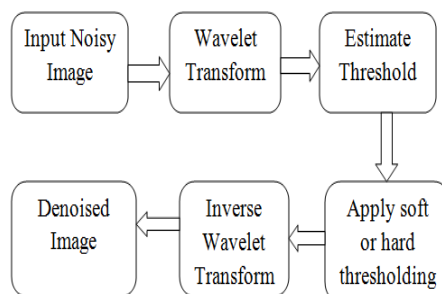 Input Noisy
Image
Wavelet
Transform
Estimate
Threshold
Apply soft
or hard
thresholding
Inverse
Wavelet
Transform
Denoised
Image